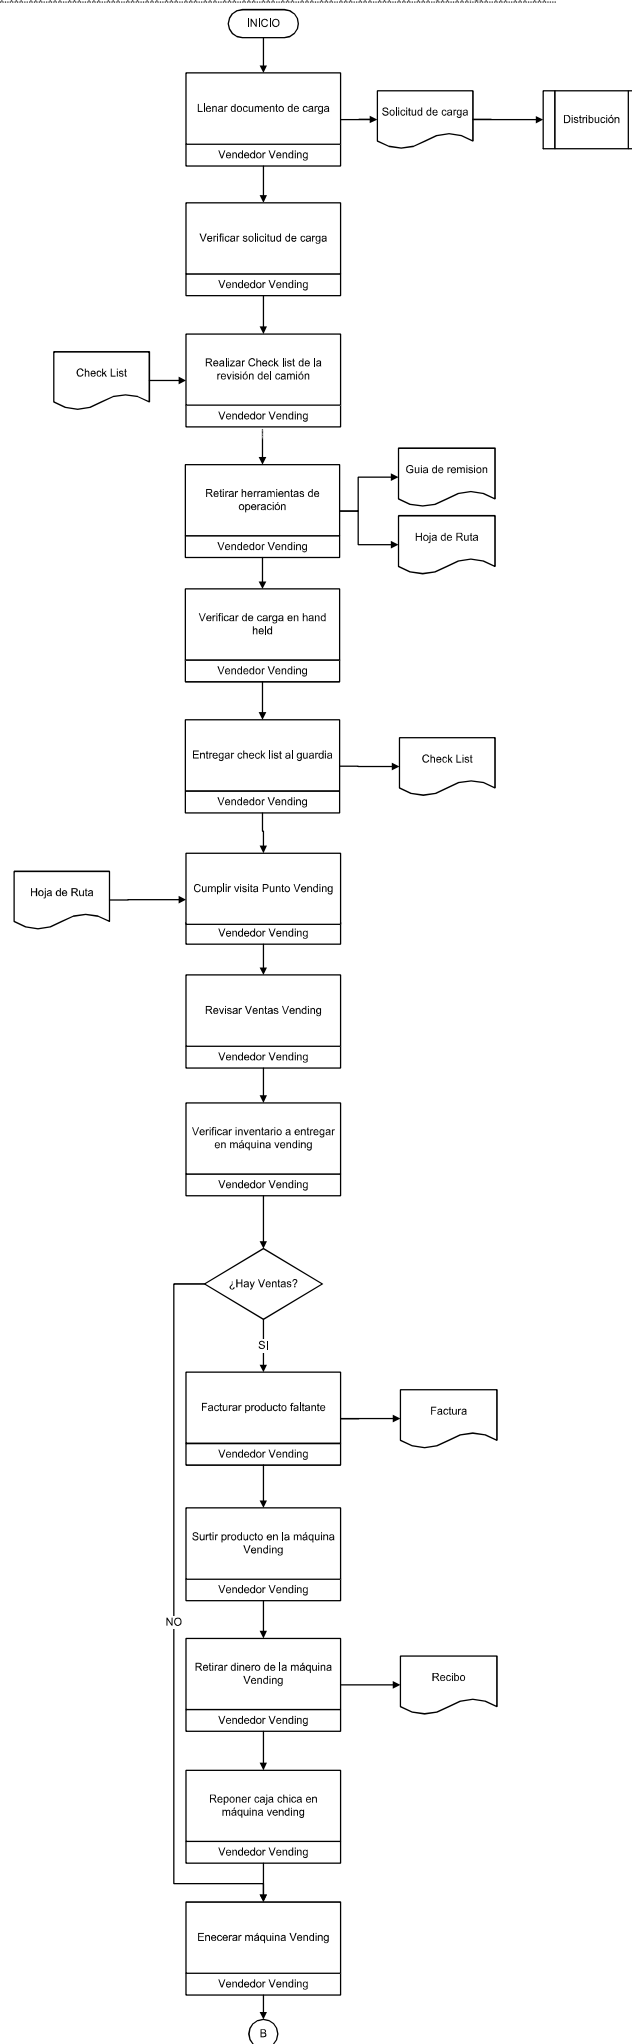 INICIO
Llenar documento de carga
Vendedor Vending
Solicitud de carga
Distribución
Verificar solicitud de carga
Vendedor Vending
Check List
Realizar Check list de la
revisión del camión
Vendedor Vending
Retirar herramientas de
operación
Vendedor Vending
Guia de remision
Hoja de Ruta
Verificar de carga en hand
held
Vendedor Vending
Entregar check list al guardia
Vendedor Vending
Check List
Hoja de Ruta
Cumplir visita Punto Vending
Vendedor Vending
Revisar Ventas Vending
Vendedor Vending
Verificar inventario a entregar
en máquina vending
Vendedor Vending
¿Hay Ventas?
SI
Facturar producto faltante
Vendedor Vending
Factura
Surtir producto en la máquina
Vending
Vendedor Vending
NO
Retirar dinero de la máquina
Vending
Vendedor Vending
Recibo
Reponer caja chica en
máquina vending
Vendedor Vending
Enecerar máquina Vending
Vendedor Vending
B